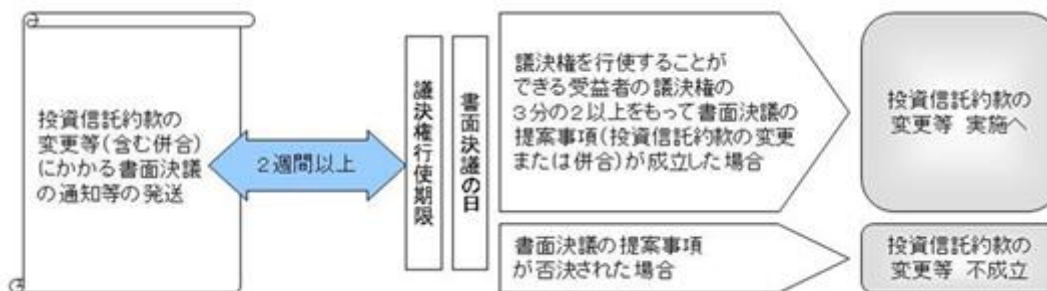 投資信託約款の
変更等(含む併合)
にかかる書面決議
の通知等の発送
2週間以上
議決権行使期限
書面決議の日
議決権を行使することが
できる受益者の議決権の
3分の2以上をもって書面決議の
提案事項(投資信託約款の変更
または併合)が成立した場合
投資信託約款の
変更等 実施へ
書面決議の提案事項
が否決された場合
投資信託約款の
変更等 不成立